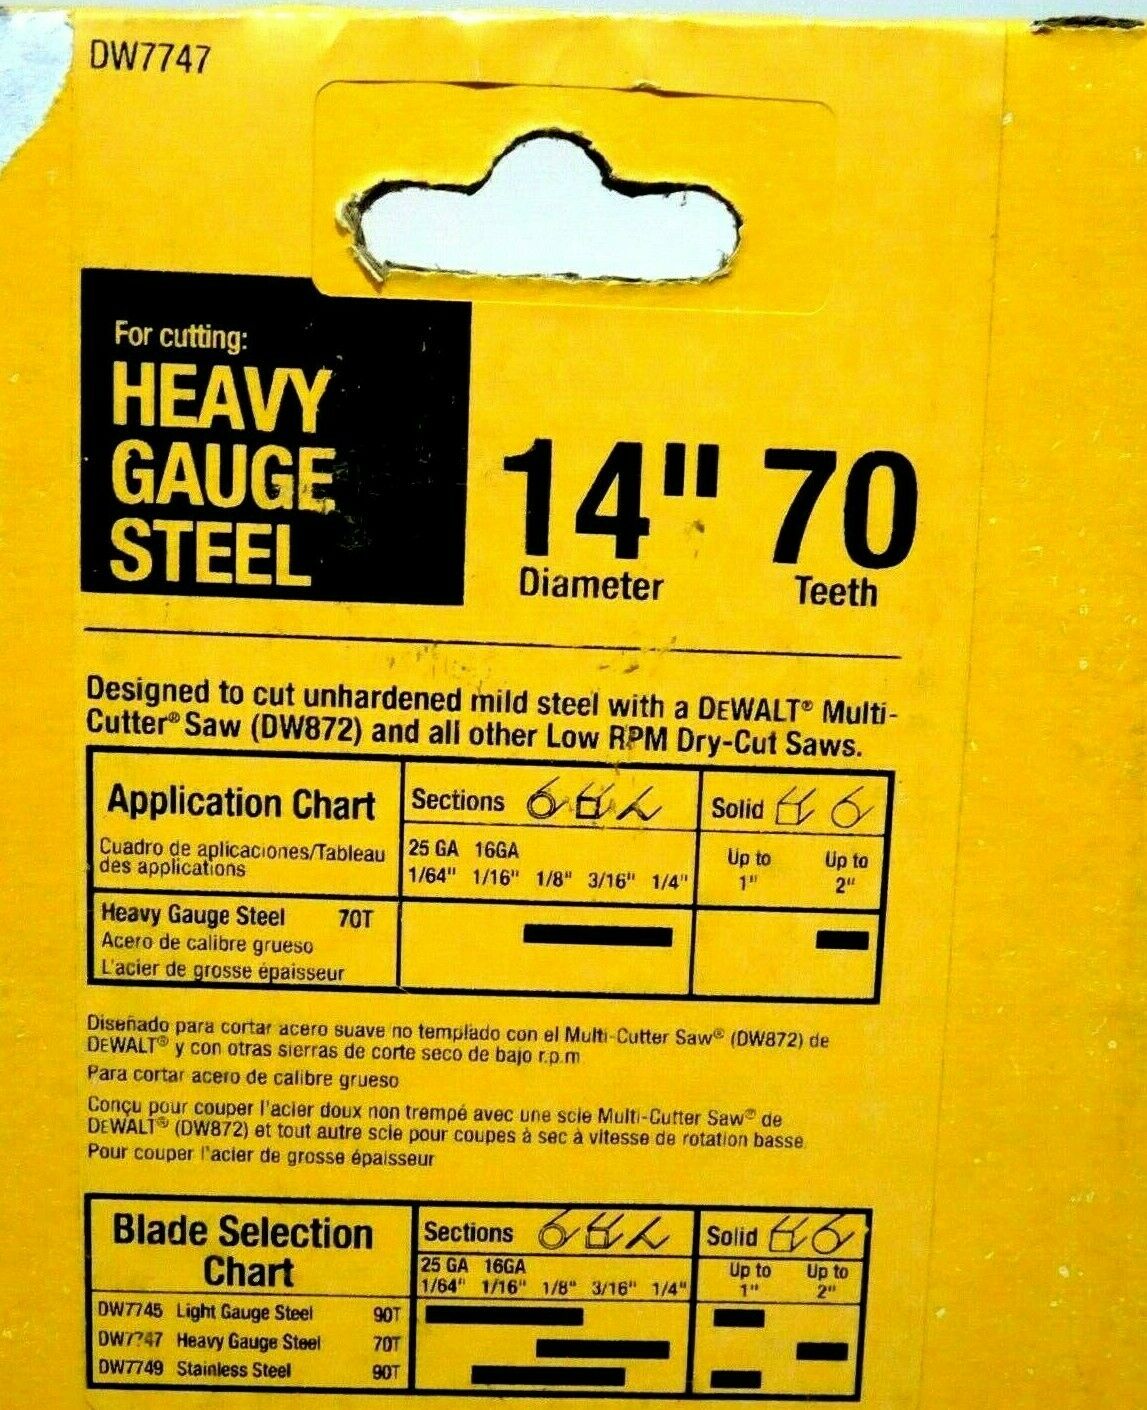 DW7747
For cutting:
HEAVY
GAUGE
STEEL
14" 70
Diameter Teeth
Designed to cut unhardened mild steel with a DEWALT® Multi-
Cutter® Saw (DW872) and all other Low RPM Dry-Cut Saws.
Application Chart
Cuadro de aplicaciones/Tableau
des applications
Sections
25 GA 16GA
1/64" 1/16" 1/8" 3/16" 1/4"
Solid
Up to Up to
1" 2"
Heavy Gauge Steel 70T
Acero de calibre grueso
L'acier de grosse épaisseur
Diseñado para cortar acero suave no templado con el Multi-Cutter Saw® (DW872) de
DEWALT® y con otras sierras de corte seco de bajo r.p.m
Para cortar acero de calibre grueso
Conçu pour couper l'acier doux non trempé avec une scie Multi-Cutter Saw® de
DEWALT® (DW872) et tout autre scie pour coupes à sec à vitesse de rotation basse.
Pour couper l'acier de grosse épaisseur
Blade Selection
Chart
Sections
25 GA 16GA
1/64" 1/16" 1/8" 3/16" 1/4"
Solid
Up to Up to
1" 2"
DW7745 Light Gauge Steel 90T
DW7747 Heavy Gauge Steel 70T
DW7749 Stainless Steel 90T